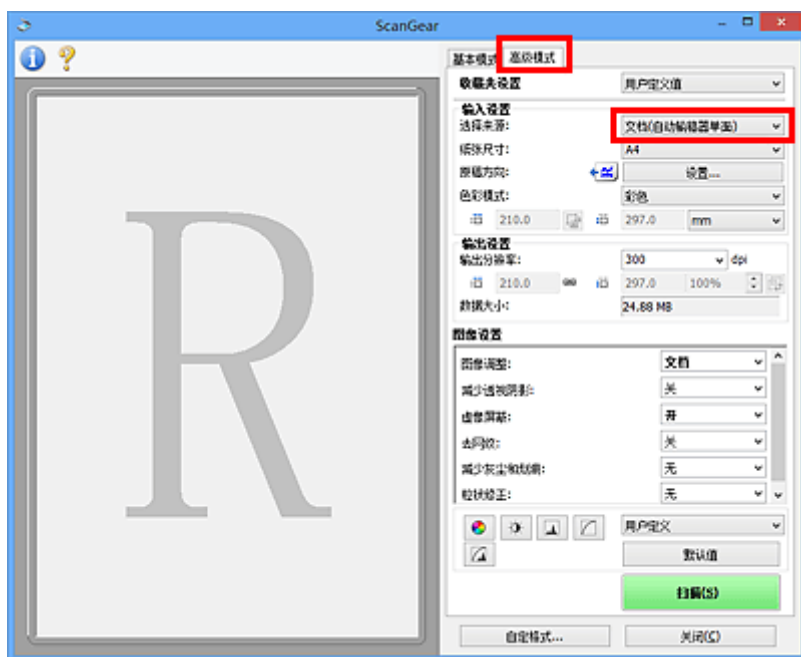 ScanGear
基本模式 高级模式
收藏夹设置 用户定义值
输入设置
选择来源: 文档(自动输稿器单面)
纸张尺寸: A4
原稿方向: 设置...
色彩模式: 彩色
210.0 297.0 mm
输出设置
输出分辨率: 300 dpi
210.0 297.0 100%
数据大小: 24.88 MB
图像设置
图像调整: 文档
减少透视阴影: 关
虚像屏蔽: 开
去网纹: 关
减少灰尘和划痕: 无
粒状修正: 无
用户定义
默认值
扫描(S)
自定格式... 关闭(C)
R